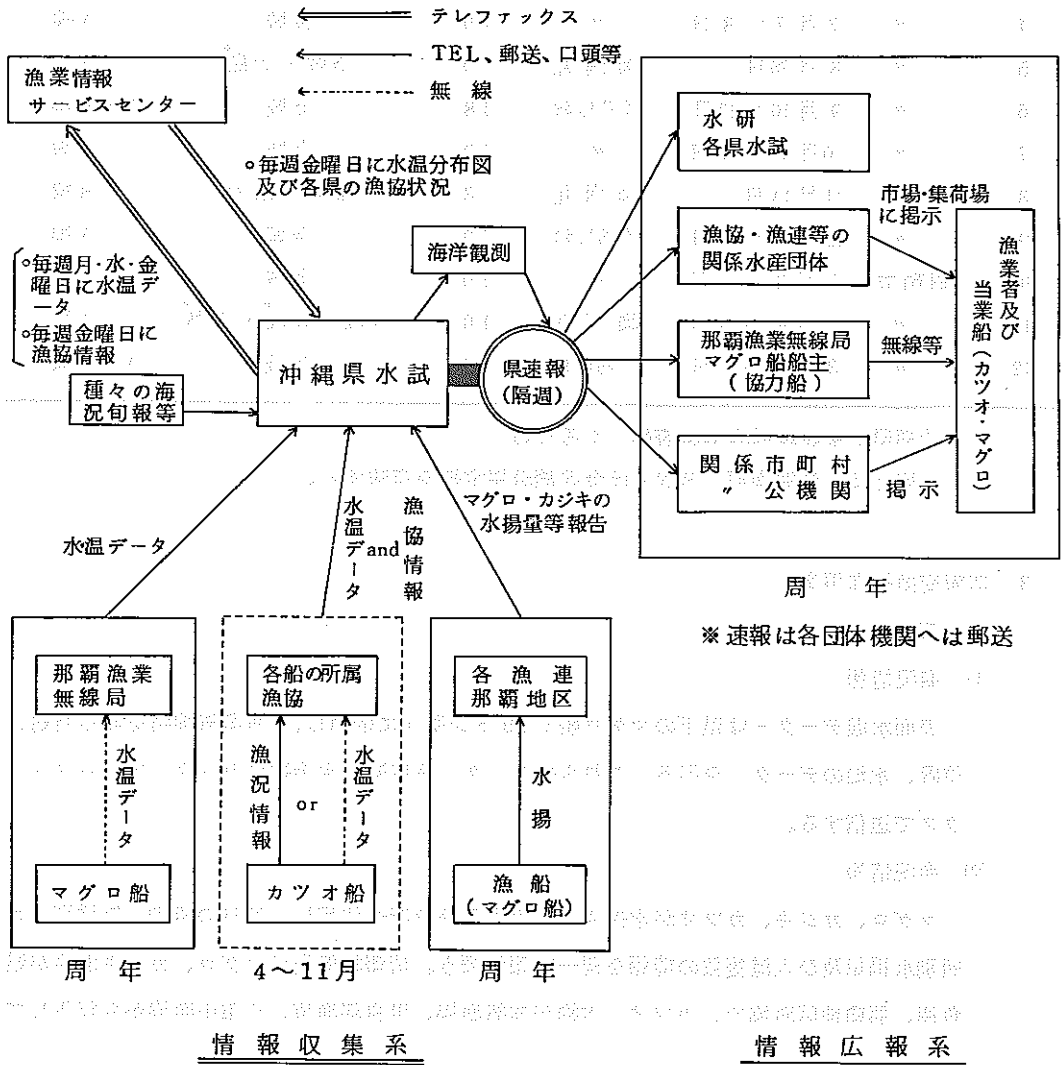 テレファックス
TEL、郵送、口頭等
無線
漁業情報
サービスセンター
○毎週金曜日に水温分布図
及び各県の漁協状況
○毎週月・水・金
曜日に水温デ
ータ
○毎週金曜日に
漁協情報
種々の海
況旬報等
沖縄県水試
海洋観測
県速報
(隔週)
水研
各県水試
漁協・漁連等の
関係水産団体
那覇漁業無線局
マグロ船船主
(協力船)
関係市町村
〃 公機関
市場・集荷場
に掲示
無線等
掲示
漁業者及び
当業船(カツオ・マグロ)
周年
※速報は各団体機関へは郵送
水温データ
水温データ
and
漁協情報
マグロ・カジキの
水揚量等報告
那覇漁業
無線局
水温データ
マグロ船
周年
各船の所属
漁協
漁況情報
or
水温データ
カツオ船
4～11月
各漁連
那覇地区
水揚
漁船
(マグロ船)
周年
情報収集系
情報広報系